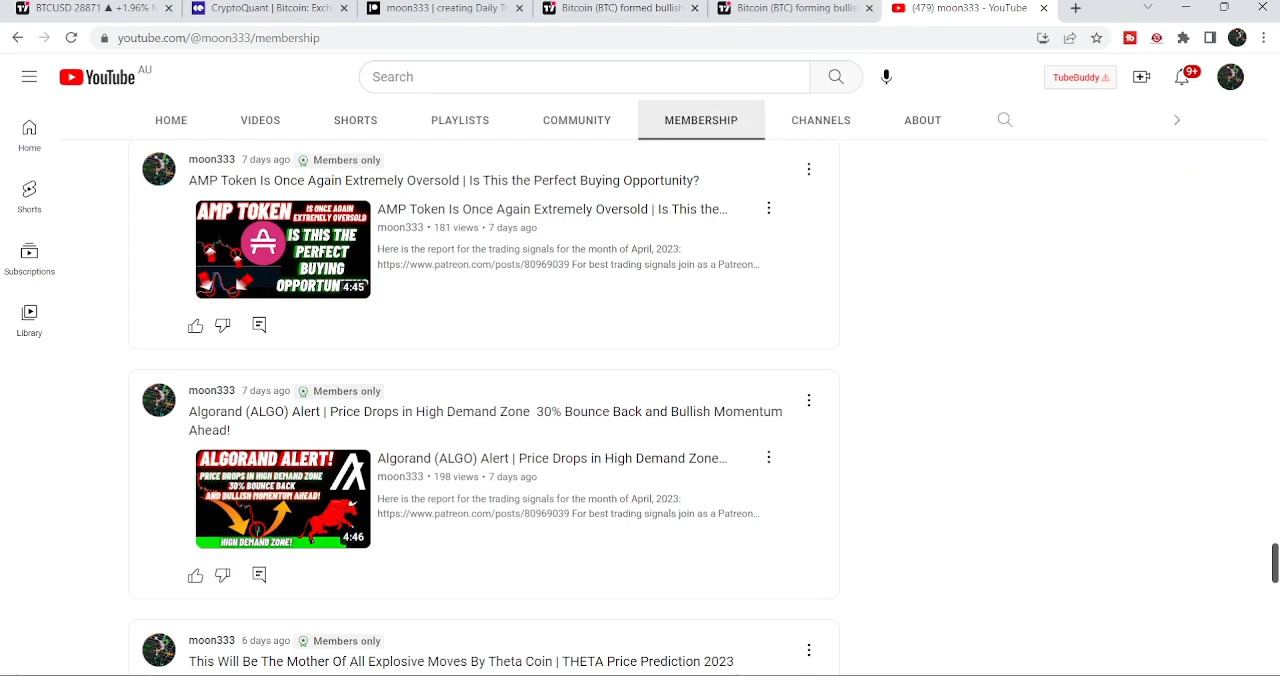 BTCUSD 28871 ▲ +1.96% M
CryptoQuant | Bitcoin: Exch
moon333 | creating Daily Tr
Bitcoin (BTC) formed bullish
Bitcoin (BTC) forming bullis
(479) moon333 - YouTube
youtube.com/@moon333/membership
YouTube AU
Search
TubeBuddy
9+
HOME
VIDEOS
SHORTS
PLAYLISTS
COMMUNITY
MEMBERSHIP
CHANNELS
ABOUT
Home
Shorts
Subscriptions
Library
moon333 7 days ago Members only
AMP Token Is Once Again Extremely Oversold | Is This the Perfect Buying Opportunity?
AMP TOKEN IS ONCE AGAIN
EXTREMELY OVERSOLD
IS THIS THE
PERFECT
BUYING
OPPORTUN
4:45
AMP Token Is Once Again Extremely Oversold | Is This the...
moon333 • 181 views • 7 days ago
Here is the report for the trading signals for the month of April, 2023:
https://www.patreon.com/posts/80969039 For best trading signals join as a Patreon...
moon333 7 days ago Members only
Algorand (ALGO) Alert | Price Drops in High Demand Zone 30% Bounce Back and Bullish Momentum
Ahead!
ALGORAND ALERT!
PRICE DROPS IN HIGH DEMAND ZONE
30% BOUNCE BACK
AND BULLISH MOMENTUM AHEAD!
HIGH DEMAND ZONE!
4:46
Algorand (ALGO) Alert | Price Drops in High Demand Zone...
moon333 • 198 views • 7 days ago
Here is the report for the trading signals for the month of April, 2023:
https://www.patreon.com/posts/80969039 For best trading signals join as a Patreon...
moon333 6 days ago Members only
This Will Be The Mother Of All Explosive Moves By Theta Coin | THETA Price Prediction 2023